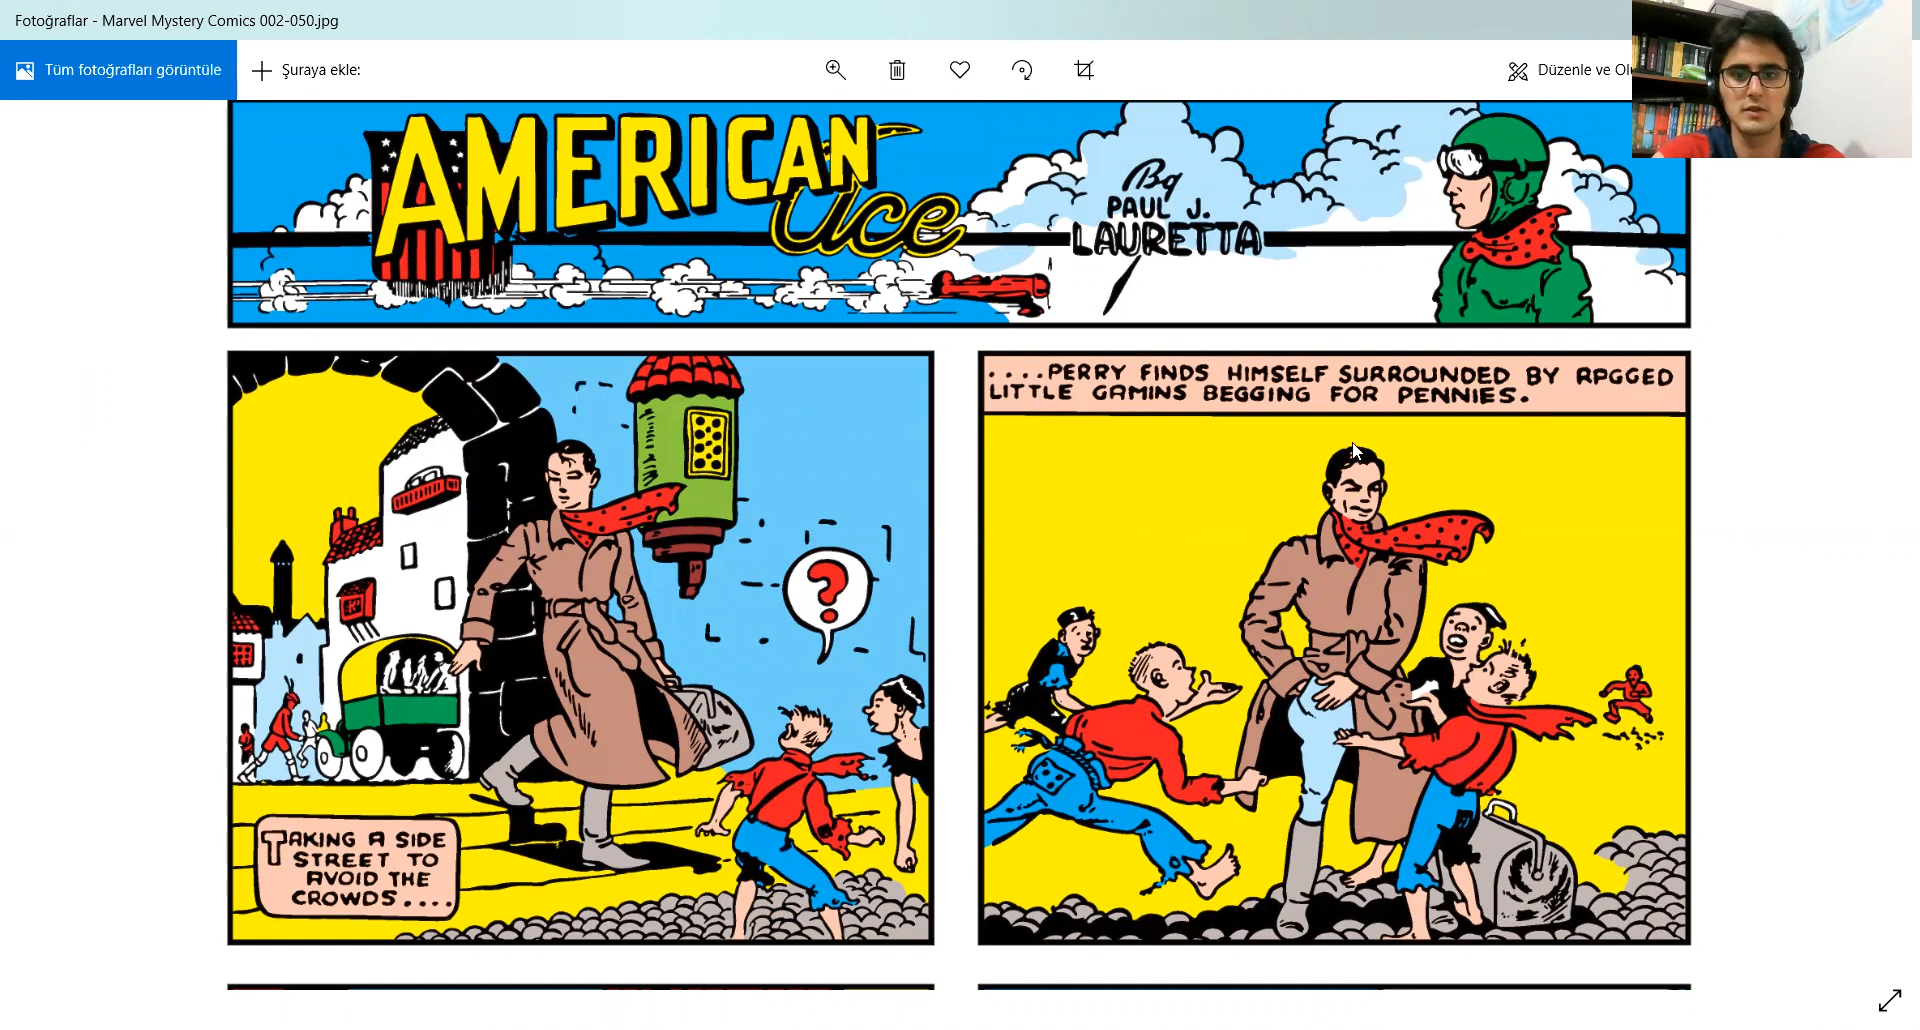 Fotoğraflar - Marvel Mystery Comics 002-050.jpg
Tüm fotoğrafları görüntüle
Şuraya ekle:
Düzenle ve Olu
AMERICAN
Ace
By
PAUL J.
LAURETTA
?
TAKING A SIDE
STREET TO
AVOID THE
CROWDS....
....PERRY FINDS HIMSELF SURROUNDED BY RAGGED
LITTLE GAMINS BEGGING FOR PENNIES.